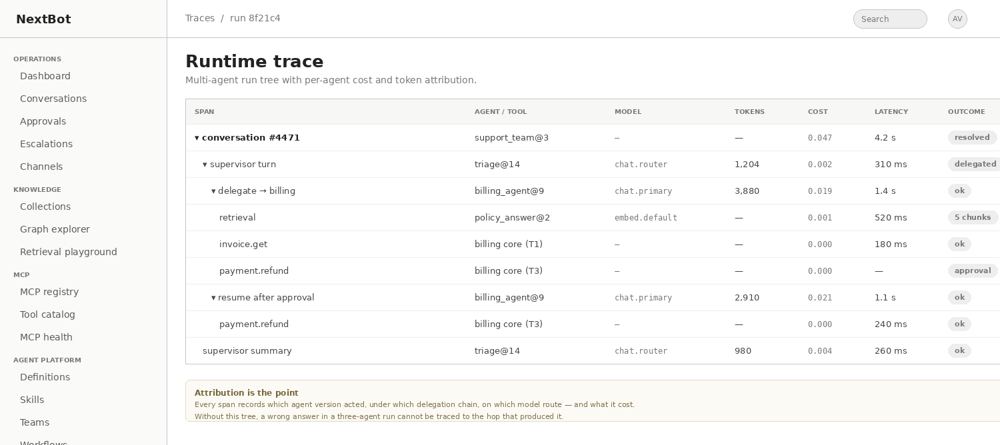 NextBot
Traces / run 8f21c4
Search
AV
OPERATIONS
Dashboard
Conversations
Approvals
Escalations
Channels
KNOWLEDGE
Collections
Graph explorer
Retrieval playground
MCP
MCP registry
Tool catalog
MCP health
AGENT PLATFORM
Definitions
Skills
Teams
Workflows
Runtime trace
Multi-agent run tree with per-agent cost and token attribution.
SPAN AGENT / TOOL MODEL TOKENS COST LATENCY OUTCOME
▾ conversation #4471 support_team@3 — — 0.047 4.2 s resolved
▾ supervisor turn triage@14 chat.router 1,204 0.002 310 ms delegated
▾ delegate → billing billing_agent@9 chat.primary 3,880 0.019 1.4 s ok
retrieval policy_answer@2 embed.default — 0.001 520 ms 5 chunks
invoice.get billing core (T1) — — 0.000 180 ms ok
payment.refund billing core (T3) — — 0.000 — approval
▾ resume after approval billing_agent@9 chat.primary 2,910 0.021 1.1 s ok
payment.refund billing core (T3) — — 0.000 240 ms ok
supervisor summary triage@14 chat.router 980 0.004 260 ms ok
Attribution is the point
Every span records which agent version acted, under which delegation chain, on which model route — and what it cost.
Without this tree, a wrong answer in a three-agent run cannot be traced to the hop that produced it.